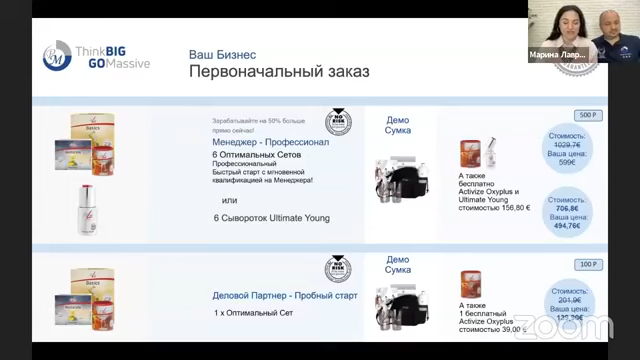 ThinkBIG
GOMassive
Ваш Бизнес
Первоначальный заказ
Марина Лавр...
Зарабатывайте на 50% больше
прямо сейчас!
NO
RISK
Менеджер - Профессионал
6 Оптимальных Сетов
Профессиональный
Быстрый старт с мгновенной
квалификацией на Менеджера!
или
6 Сывороток Ultimate Young
Демо
Сумка
А также
бесплатно
Activize Oxyplus и
Ultimate Young
стоимостью 156,80 €
500 P
Стоимость:
1029,7€
Ваша цена:
599€
Стоимость:
706,8€
Ваша цена:
494,76€
NO
RISK
Деловой Партнер - Пробный старт
1 x Оптимальный Сет
Демо
Сумка
А также
1 бесплатный
Activize Oxyplus
стоимостью 39,00 €
100 P
Стоимость:
201,9€
Ваша цена:
zoom